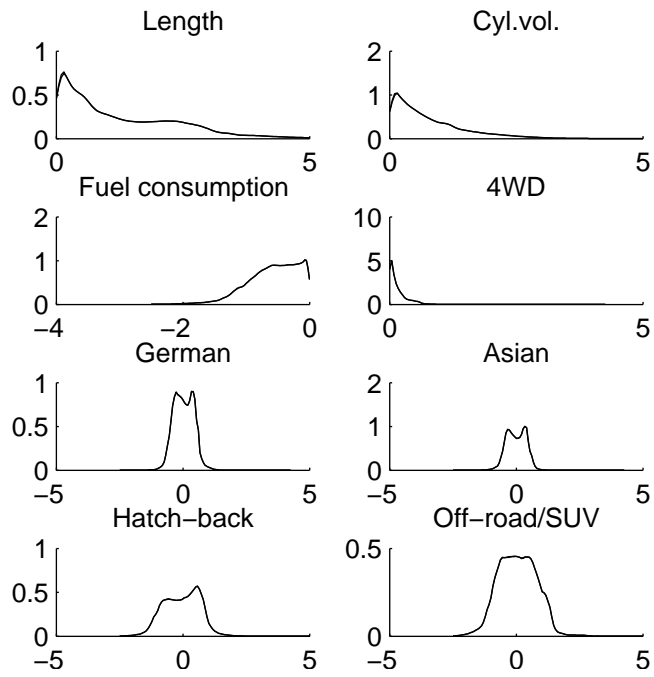 Length Cyl.vol.
1 2
0.5 1
0 0
0 5 0 5
Fuel consumption 4WD
2 10
1 5
0 0
−4 −2 0 0 5
German Asian
1 2
0.5 1
0 0
−5 0 5 −5 0 5
Hatch−back Off−road/SUV
1 0.5
0.5
0 0
−5 0 5 −5 0 5